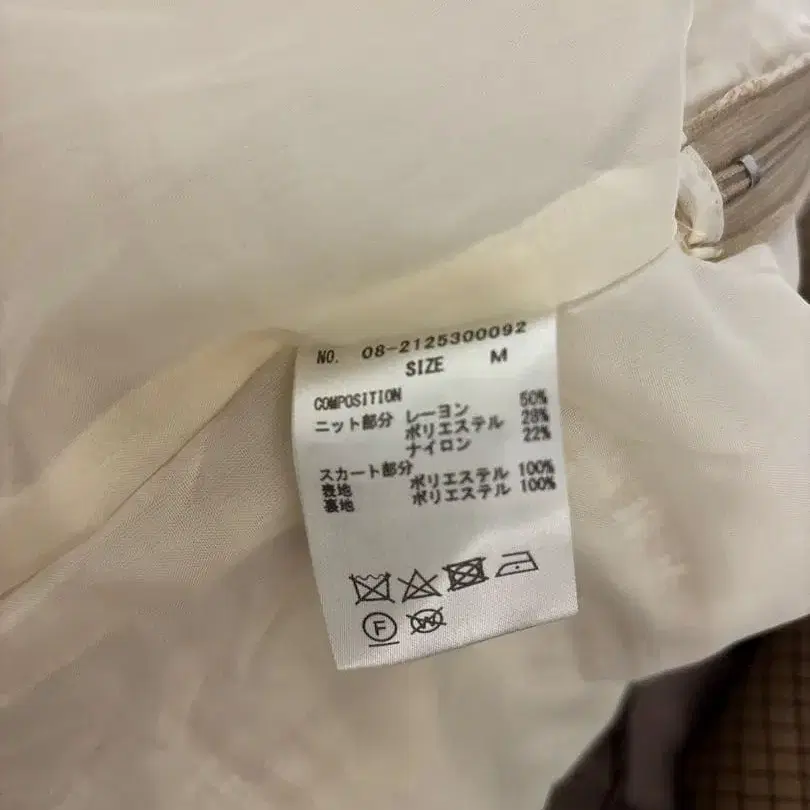 NO. 08-2125300092
SIZE M
COMPOSITION
ニット部分 レーヨン 50%
ポリエステル 28%
ナイロン 22%
スカート部分
表地 ポリエステル 100%
裏地 ポリエステル 100%
F W